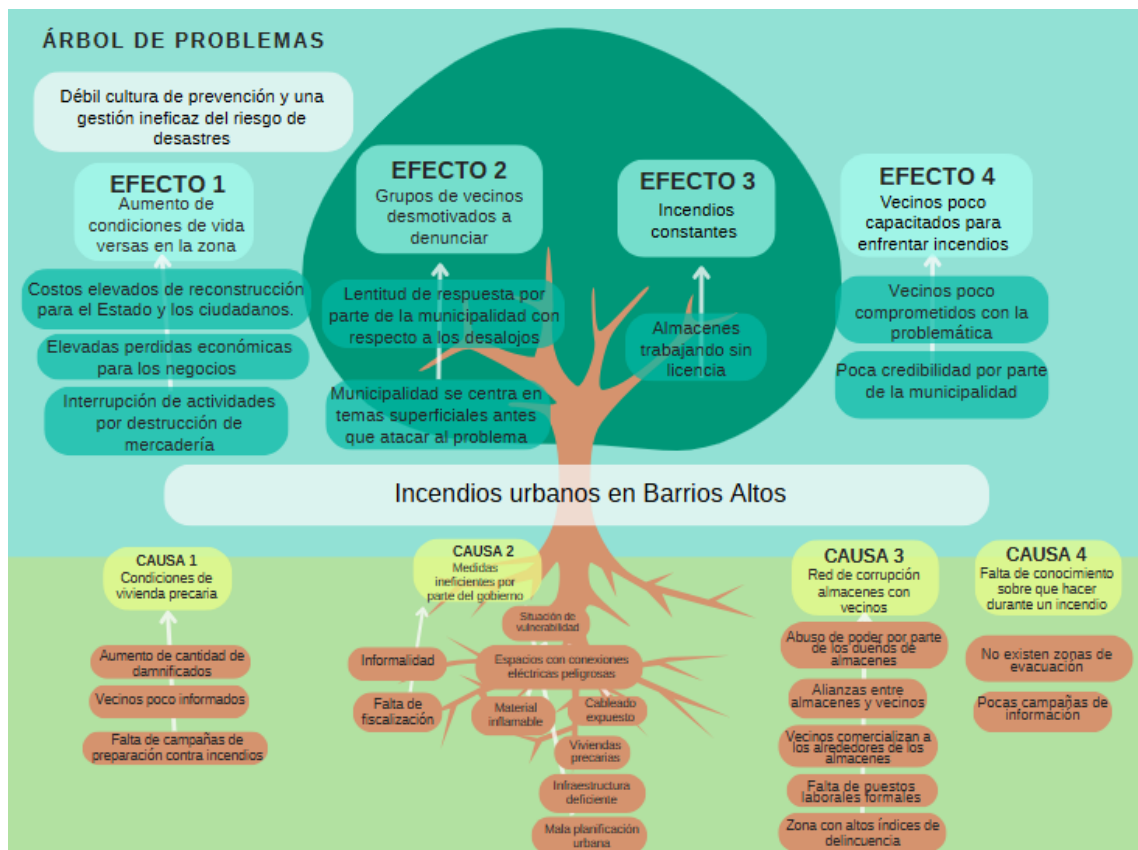 ÁRBOL DE PROBLEMAS
Débil cultura de prevención y una
gestión ineficaz del riesgo de
desastres
EFECTO 1
Aumento de
condiciones de vida
versas en la zona
Costos elevados de reconstrucción
para el Estado y los ciudadanos.
Elevadas perdidas económicas
para los negocios
Interrupción de actividades
por destrucción de
mercadería
EFECTO 2
Grupos de vecinos
desmotivados a
denunciar
Lentitud de respuesta por
parte de la municipalidad con
respecto a los desalojos
Municipalidad se centra en
temas superficiales antes
que atacar al problema
EFECTO 3
Incendios
constantes
Almacenes
trabajando sin
licencia
EFECTO 4
Vecinos poco
capacitados para
enfrentar incendios
Vecinos poco
comprometidos con la
problemática
Poca credibilidad por parte
de la municipalidad
Incendios urbanos en Barrios Altos
CAUSA 1
Condiciones de
vivienda precaria
Aumento de cantidad de
damnificados
Vecinos poco informados
Falta de campañas de
preparación contra incendios
CAUSA 2
Medidas
ineficientes por
parte del gobierno
Informalidad
Falta de
fiscalización
Situación de
vulnerabilidad
Espacios con conexiones
eléctricas peligrosas
Material
inflamable
Cableado
expuesto
Viviendas
precarias
Infraestructura
deficiente
Mala planificación
urbana
CAUSA 3
Red de corrupción
almacenes con
vecinos
Abuso de poder por parte
de los dueños de
almacenes
Alianzas entre
almacenes y vecinos
Vecinos comercializan a
los alrededores de los
almacenes
Falta de puestos
laborales formales
Zona con altos índices de
delincuencia
CAUSA 4
Falta de conocimiento
sobre que hacer
durante un incendio
No existen zonas de
evacuación
Pocas campañas de
información